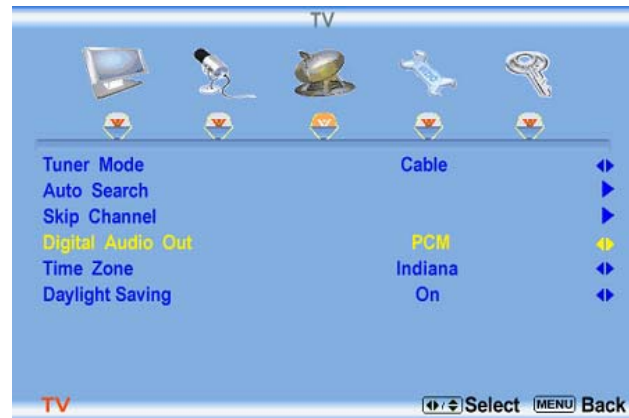 TV
Tuner Mode Cable
Auto Search
Skip Channel
Digital Audio Out PCM
Time Zone Indiana
Daylight Saving On
TV Select MENU Back